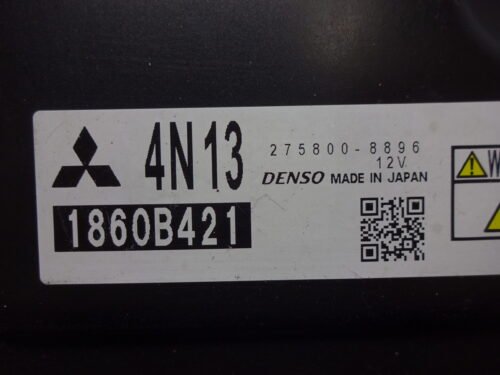 4N13
275800-8896
12V
DENSO MADE IN JAPAN
1860B421